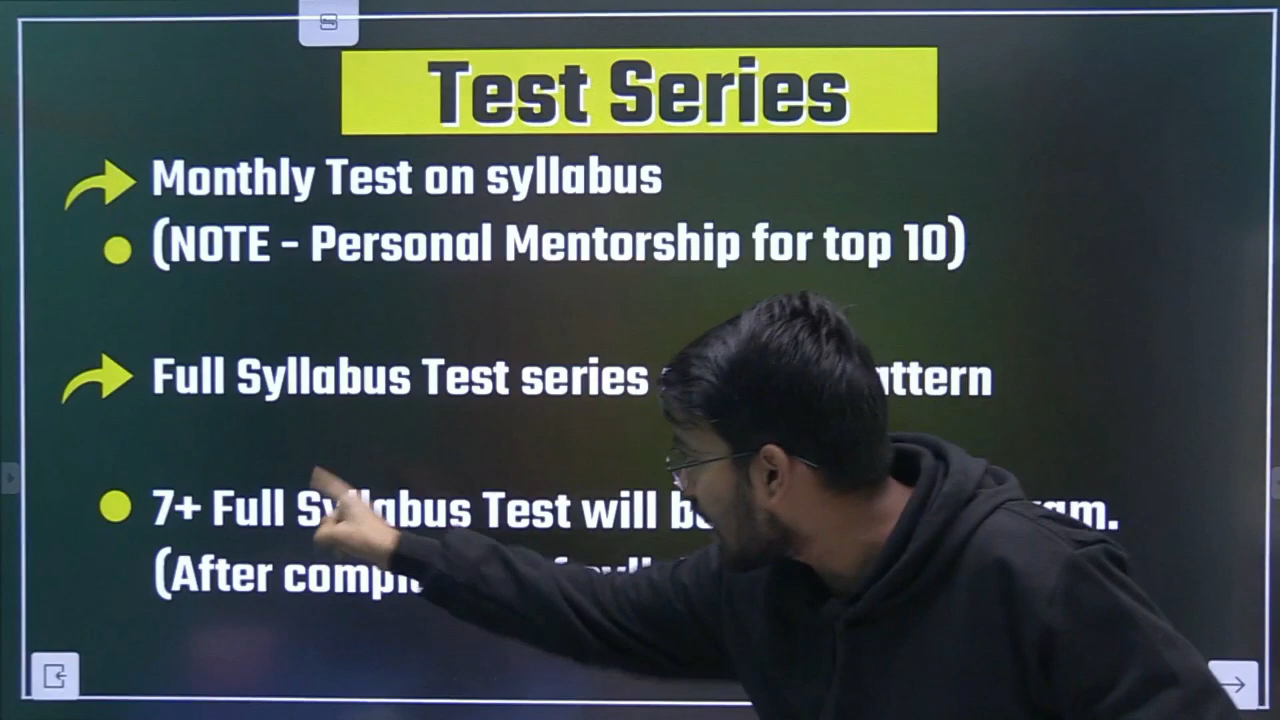 Test Series
Monthly Test on syllabus
(NOTE - Personal Mentorship for top 10)
Full Syllabus Test series
7+ Full Syllabus Test will
(After